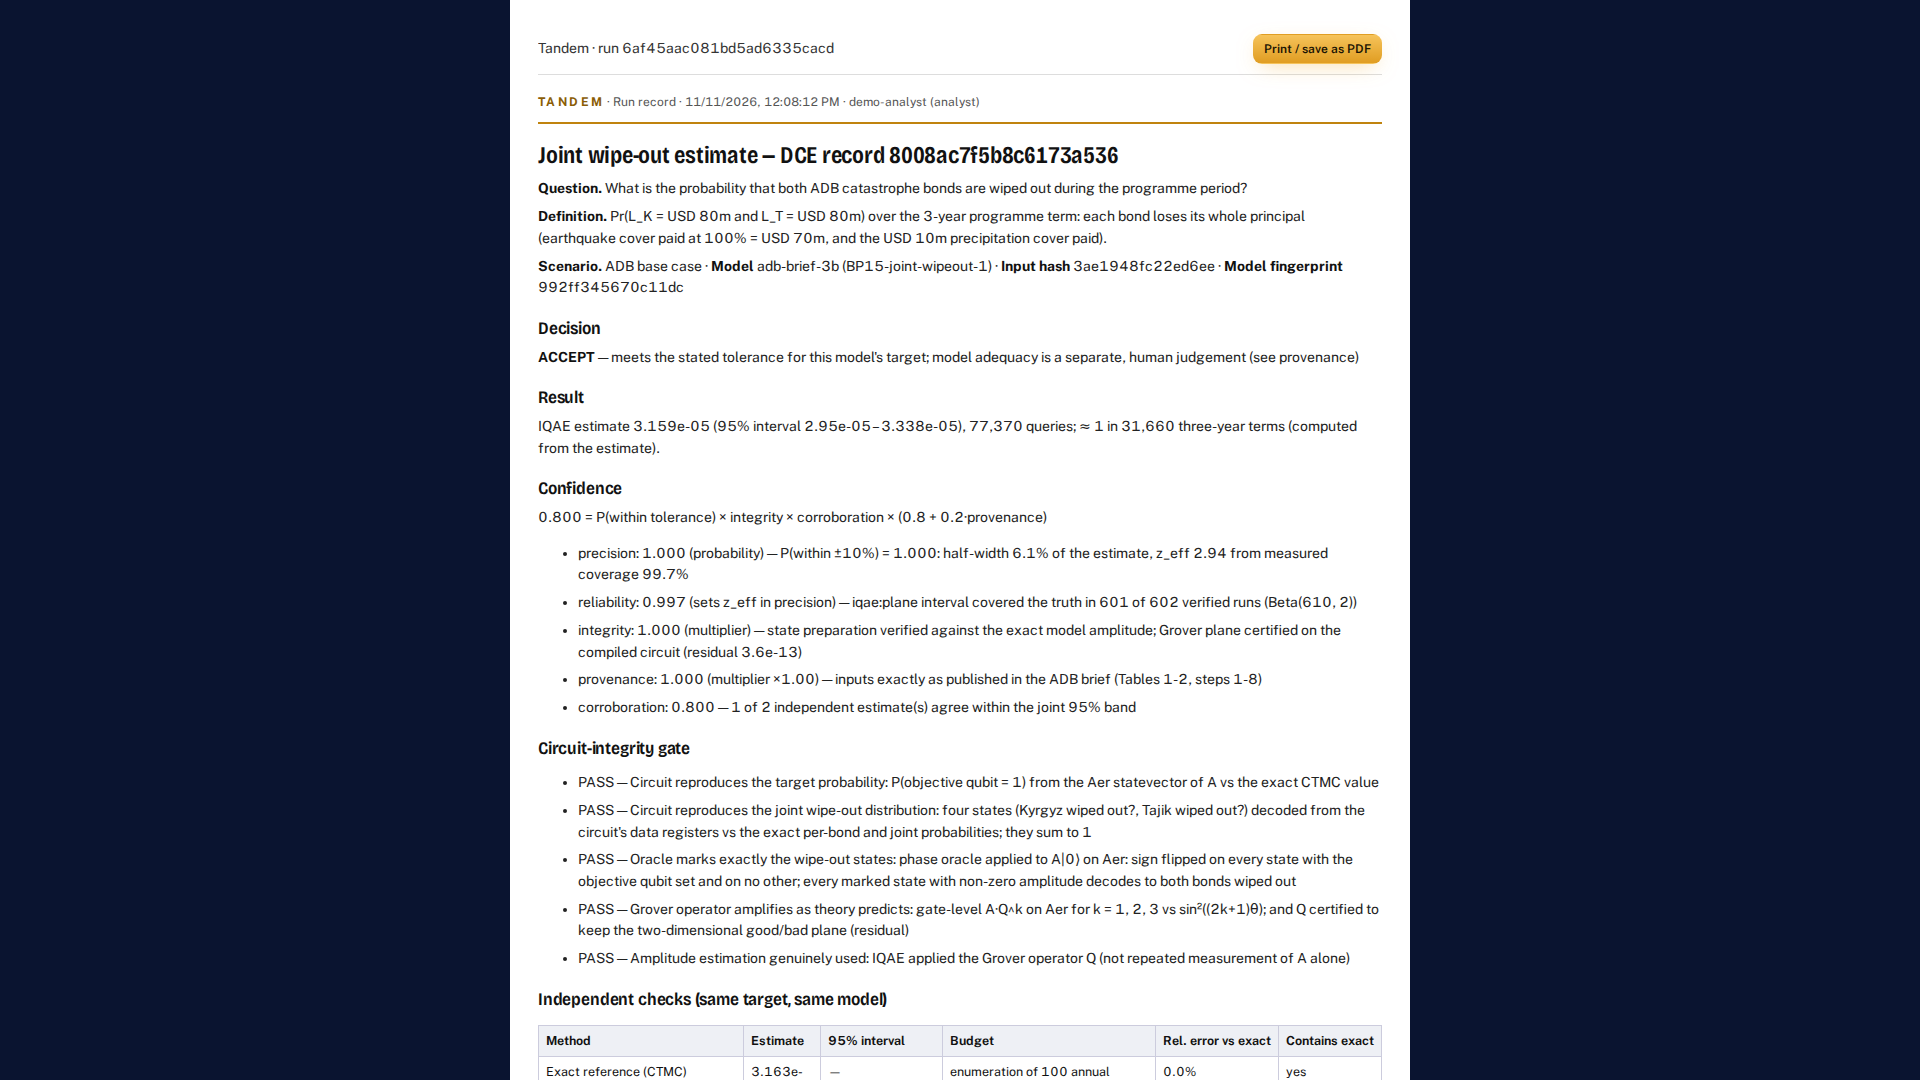 Tandem · run 6af45aac081bd5ad6335cacd
Print / save as PDF
TANDEM · Run record · 11/11/2026, 12:08:12 PM · demo-analyst (analyst)
Joint wipe-out estimate — DCE record 8008ac7f5b8c6173a536
Question. What is the probability that both ADB catastrophe bonds are wiped out during the programme period?
Definition. Pr(L_K = USD 80m and L_T = USD 80m) over the 3-year programme term: each bond loses its whole principal
(earthquake cover paid at 100% = USD 70m, and the USD 10m precipitation cover paid).
Scenario. ADB base case · Model adb-brief-3b (BP15-joint-wipeout-1) · Input hash 3ae1948fc22ed6ee · Model fingerprint
992ff345670c11dc
Decision
ACCEPT — meets the stated tolerance for this model's target; model adequacy is a separate, human judgement (see provenance)
Result
IQAE estimate 3.159e-05 (95% interval 2.95e-05–3.338e-05), 77,370 queries; ≈ 1 in 31,660 three-year terms (computed
from the estimate).
Confidence
0.800 = P(within tolerance) × integrity × corroboration × (0.8 + 0.2·provenance)
• precision: 1.000 (probability) — P(within ±10%) = 1.000: half-width 6.1% of the estimate, z_eff 2.94 from measured
coverage 99.7%
• reliability: 0.997 (sets z_eff in precision) — iqae:plane interval covered the truth in 601 of 602 verified runs (Beta(610, 2))
• integrity: 1.000 (multiplier) — state preparation verified against the exact model amplitude; Grover plane certified on the
compiled circuit (residual 3.6e-13)
• provenance: 1.000 (multiplier ×1.00) — inputs exactly as published in the ADB brief (Tables 1-2, steps 1-8)
• corroboration: 0.800 — 1 of 2 independent estimate(s) agree within the joint 95% band
Circuit-integrity gate
• PASS — Circuit reproduces the target probability: P(objective qubit = 1) from the Aer statevector of A vs the exact CTMC value
• PASS — Circuit reproduces the joint wipe-out distribution: four states (Kyrgyz wiped out?, Tajik wiped out?) decoded from the
circuit's data registers vs the exact per-bond and joint probabilities; they sum to 1
• PASS — Oracle marks exactly the wipe-out states: phase oracle applied to A|0⟩ on Aer: sign flipped on every state with the
objective qubit set and on no other; every marked state with non-zero amplitude decodes to both bonds wiped out
• PASS — Grover operator amplifies as theory predicts: gate-level A·Q^k on Aer for k = 1, 2, 3 vs sin²((2k+1)θ); and Q certified to
keep the two-dimensional good/bad plane (residual)
• PASS — Amplitude estimation genuinely used: IQAE applied the Grover operator Q (not repeated measurement of A alone)
Independent checks (same target, same model)
Method Estimate 95% interval Budget Rel. error vs exact Contains exact
Exact reference (CTMC) 3.163e- — enumeration of 100 annual 0.0% yes